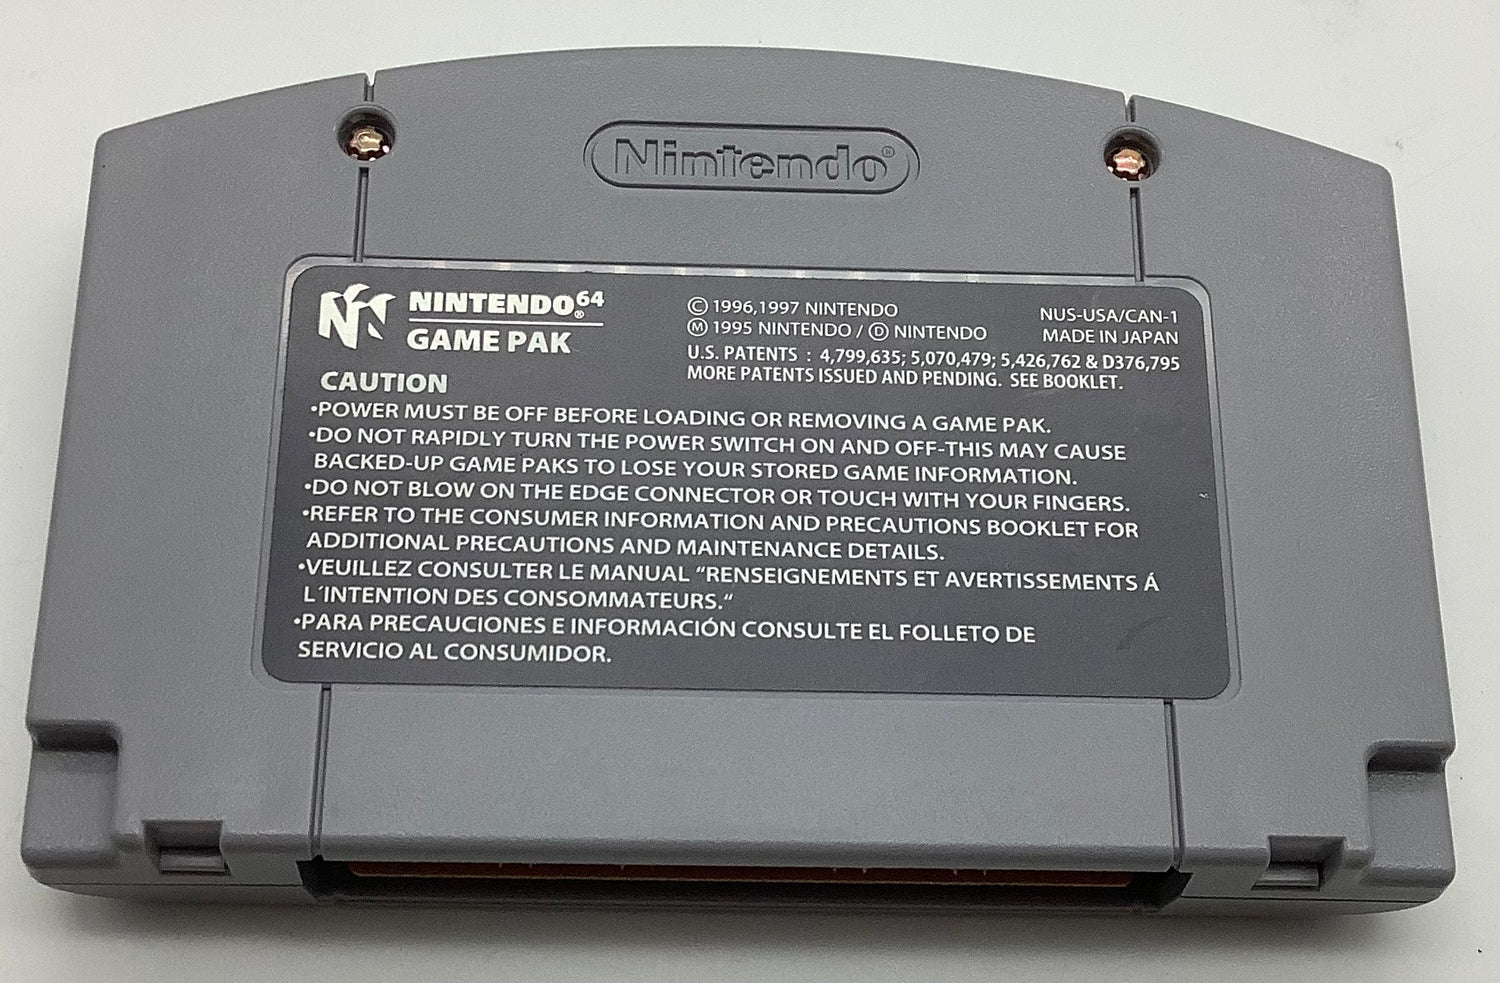 Nintendo®
NINTENDO®64
GAME PAK
© 1996,1997 NINTENDO
Ⓜ 1995 NINTENDO / Ⓓ NINTENDO
NUS-USA/CAN-1
MADE IN JAPAN
U.S. PATENTS : 4,799,635; 5,070,479; 5,426,762 & D376,795
MORE PATENTS ISSUED AND PENDING. SEE BOOKLET.
CAUTION
•POWER MUST BE OFF BEFORE LOADING OR REMOVING A GAME PAK.
•DO NOT RAPIDLY TURN THE POWER SWITCH ON AND OFF-THIS MAY CAUSE
BACKED-UP GAME PAKS TO LOSE YOUR STORED GAME INFORMATION.
•DO NOT BLOW ON THE EDGE CONNECTOR OR TOUCH WITH YOUR FINGERS.
•REFER TO THE CONSUMER INFORMATION AND PRECAUTIONS BOOKLET FOR
ADDITIONAL PRECAUTIONS AND MAINTENANCE DETAILS.
•VEUILLEZ CONSULTER LE MANUAL “RENSEIGNEMENTS ET AVERTISSEMENTS Á
L´INTENTION DES CONSOMMATEURS.“
•PARA PRECAUCIONES E INFORMACIÓN CONSULTE EL FOLLETO DE
SERVICIO AL CONSUMIDOR.